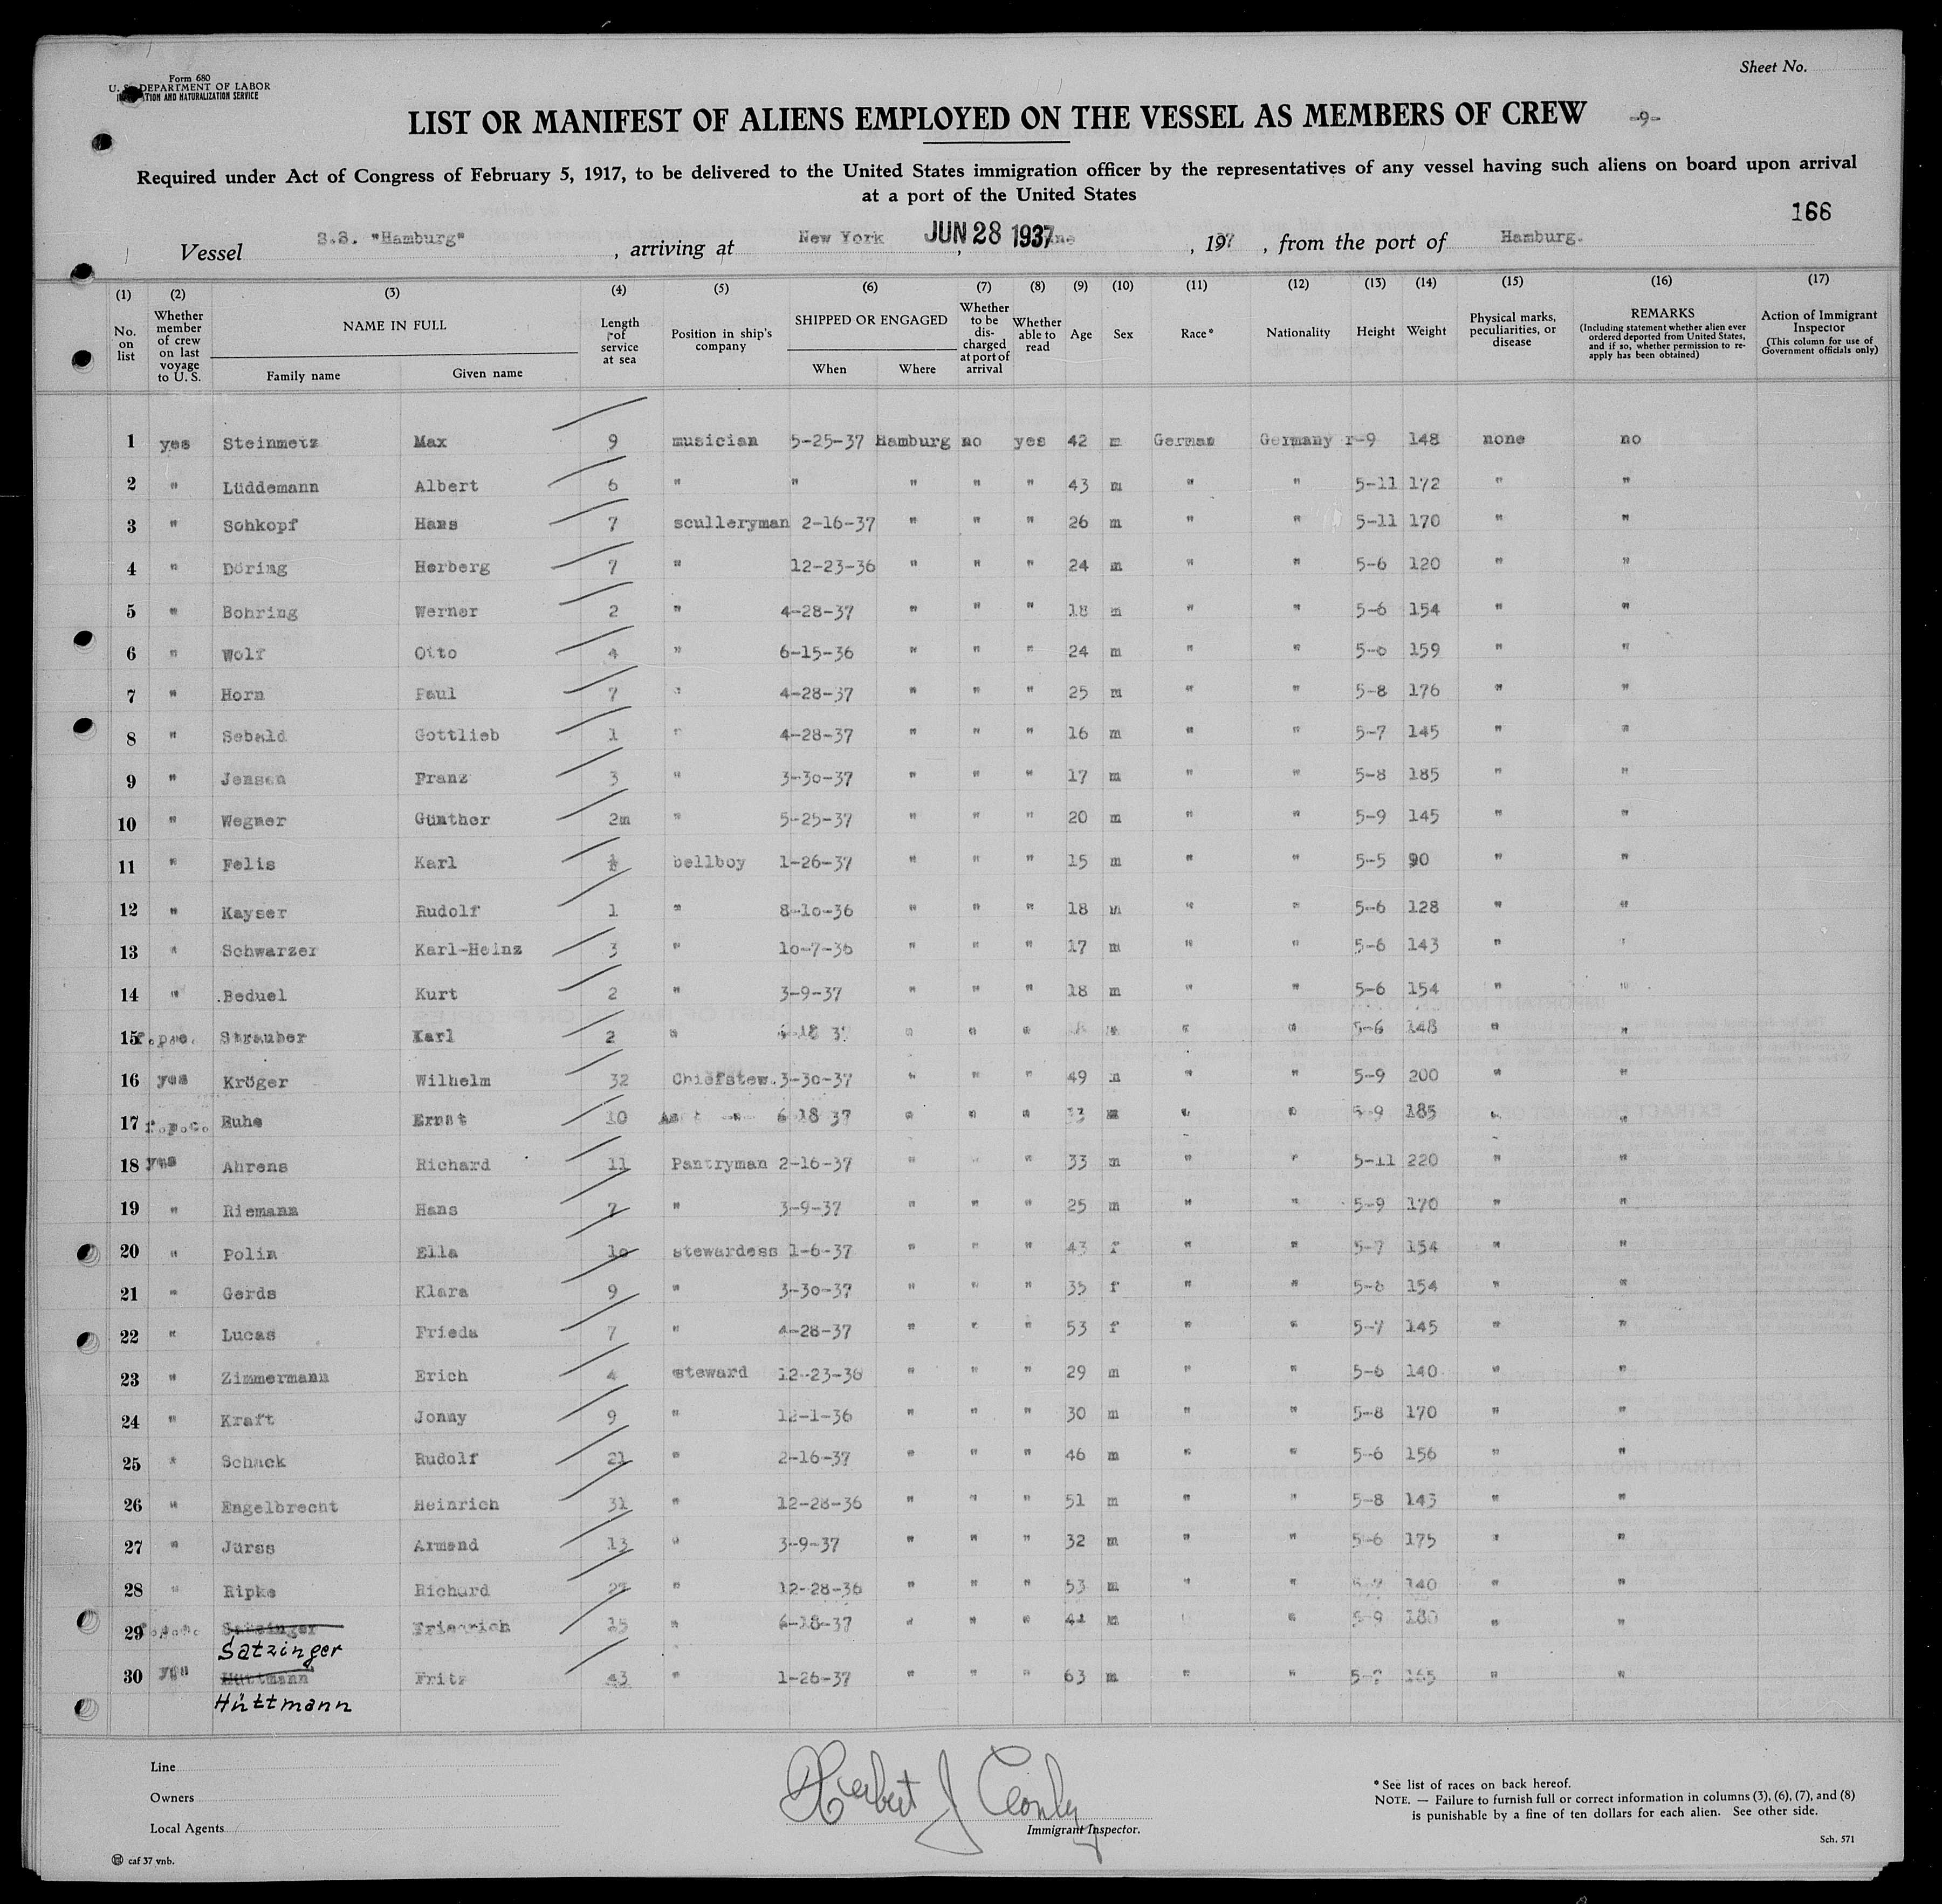 Form 680
U. S. DEPARTMENT OF LABOR
AND NATURALIZATION SERVICE
Sheet No.
LIST OR MANIFEST OF ALIENS EMPLOYED ON THE VESSEL AS MEMBERS OF CREW -9-
Required under Act of Congress of February 5, 1917, to be delivered to the United States immigration officer by the representatives of any vessel having such aliens on board upon arrival
at a port of the United States
166
Vessel S.S. "Hamburg" , arriving at New York JUN 28 1937 , 1937 , from the port of Hamburg.
(1) (2) (3) (4) (5) (6) (7) (8) (9) (10) (11) (12) (13) (14) (15) (16) (17)
No. on list
Whether member of crew on last voyage to U. S.
NAME IN FULL
Family name Given name
Length of service at sea
Position in ship's company
SHIPPED OR ENGAGED
When Where
Whether to be discharged at port of arrival
Whether able to read
Age
Sex
Race*
Nationality
Height
Weight
Physical marks, peculiarities, or disease
REMARKS
(Including statement whether alien ever ordered deported from United States, and if so, whether permission to reapply has been obtained)
Action of Immigrant Inspector
(This column for use of Government officials only)
1 yes Steinmetz Max 9 musician 5-25-37 Hamburg no yes 42 m German Germany -9 148 none no
2 " Lüddemann Albert 6 " " " " " 43 m " " 5-11 172 " "
3 " Sohkopf Hans 7 sculleryman 2-16-37 " " " 26 m " " 5-11 170 " "
4 " Döring Herberg 7 " 12-23-36 " " " 24 m " " 5-6 120 " "
5 " Bohring Werner 2 " 4-28-37 " " " 18 m " " 5-6 154 " "
6 " Wolf Otto 4 " 6-15-36 " " " 24 m " " 159 " "
7 " Horn Paul 7 " 4-28-37 " " " 25 m " " 5-8 176 " "
8 " Sebald Gottlieb 1 " 4-28-37 " " " 16 m " " 5-7 145 " "
9 " Jensen Franz 3 " 3-30-37 " " " 17 m " " 5-8 185 " "
10 " Wegner Günther 2m " 5-25-37 " " " 20 m " " 5-9 145 " "
11 " Felis Karl bellboy 1-26-37 " " " 15 m " " 5-5 90 " "
12 " Kayser Rudolf 1 " 8-10-36 " " " 18 m " " 5-6 128 " "
13 " Schwarzer Karl-Heinz 3 " 10-7-36 " " " 17 m " " 5-6 143 " "
14 " Beduel Kurt 2 " 3-9-37 " " " 18 m " " 5-6 154 " "
15 f.p.c. Strauber Karl 2 " " " " " " 5-6 148 " "
16 yes Kröger Wilhelm 32 Chiefstew. 3-30-37 " " " 49 m " " 5-9 200 " "
17 f.p.c. Ruhe Ernst 10 " 6 18 37 " " " 33 m " " 5-9 185 " "
18 yes Ahrens Richard 11 Pantryman 2-16-37 " " " 33 m " " 5-11 220 " "
19 " Riemann Hans 7 " 3-9-37 " " " 25 m " " 5-9 170 " "
20 " Polin Ella 10 stewardess 1-6-37 " " " 43 f " " 5-7 154 " "
21 " Gerds Klara 9 " 3-30-37 " " " 35 f " " 154 " "
22 " Lucas Frieda 7 " 4-28-37 " " " 53 f " " 5-7 145 " "
23 " Zimmermann Erich 4 steward 12-23-36 " " " 29 m " " 5-6 140 " "
24 " Kraft Jonny 9 " 12-1-36 " " " 30 m " " 5-8 170 " "
25 " Schack Rudolf 21 " 2-16-37 " " " 46 m " " 5-6 156 " "
26 " Engelbrecht Heinrich 31 " 12-28-36 " " " 51 m " " 5-8 143 " "
27 " Jürss Armand 13 " 3-9-37 " " " 32 m " " 5-6 175 " "
28 " Ripke Richard " 12-28-36 " " " 53 m " " 140 " "
29 Friedrich 15 " 6-18-37 " " " 44 m " 5-9 180 " "
Satzinger
30 yes Hüttmann Fritz 43 " 1-26-37 " " " 63 m " " 165 " "
Hüttmann
Line
Owners
Local Agents
Herbert J
Immigrant Inspector.
* See list of races on back hereof.
NOTE. — Failure to furnish full or correct information in columns (3), (6), (7), and (8)
is punishable by a fine of ten dollars for each alien. See other side.
Sch. 571
caf 37 vnb.